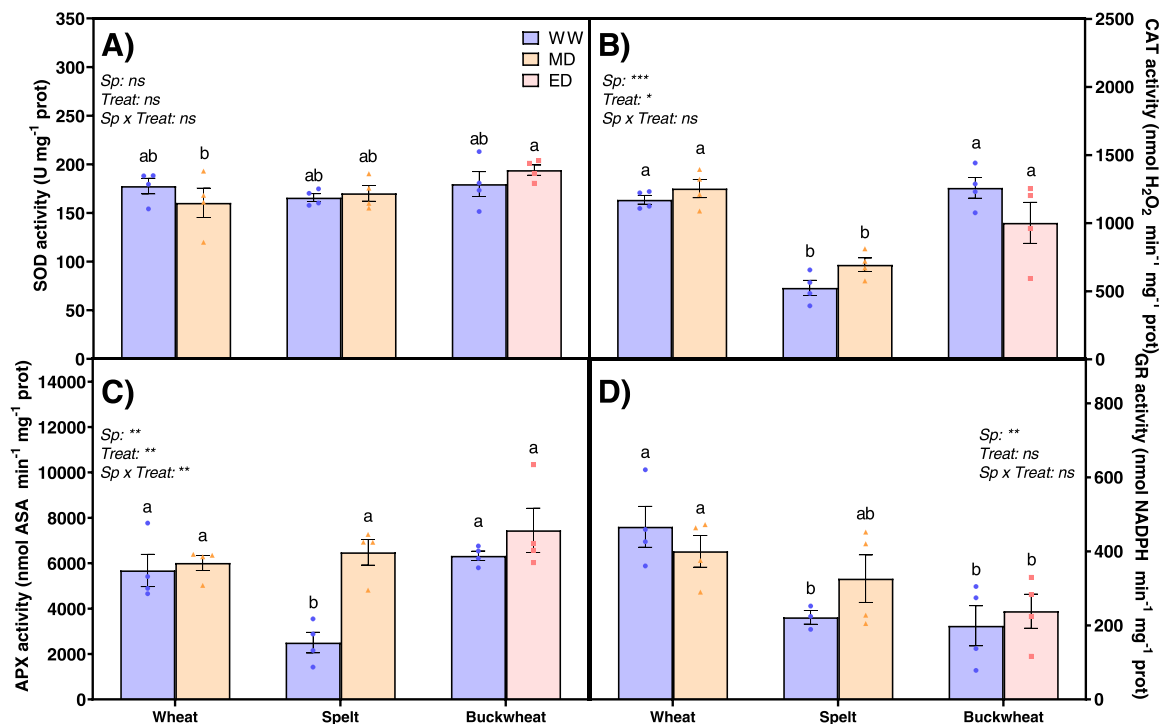 A)
Sp: ns
Treat: ns
Sp x Treat: ns
WW
MD
ED
SOD activity (U mg⁻¹ prot)
350
300
250
200
150
100
50
0
ab
b
ab
ab
ab
a
B)
Sp: ***
Treat: *
Sp x Treat: ns
CAT activity (nmol H₂O₂ min⁻¹ mg⁻¹ prot)
2500
2000
1500
1000
500
0
a
a
b
b
a
a
C)
Sp: **
Treat: **
Sp x Treat: **
APX activity (nmol ASA min⁻¹ mg⁻¹ prot)
14000
12000
10000
8000
6000
4000
2000
0
a
a
b
a
a
a
Wheat
Spelt
Buckwheat
D)
Sp: **
Treat: ns
Sp x Treat: ns
GR activity (nmol NADPH min⁻¹ mg⁻¹ prot)
800
600
400
200
0
a
a
b
ab
b
b
Wheat
Spelt
Buckwheat